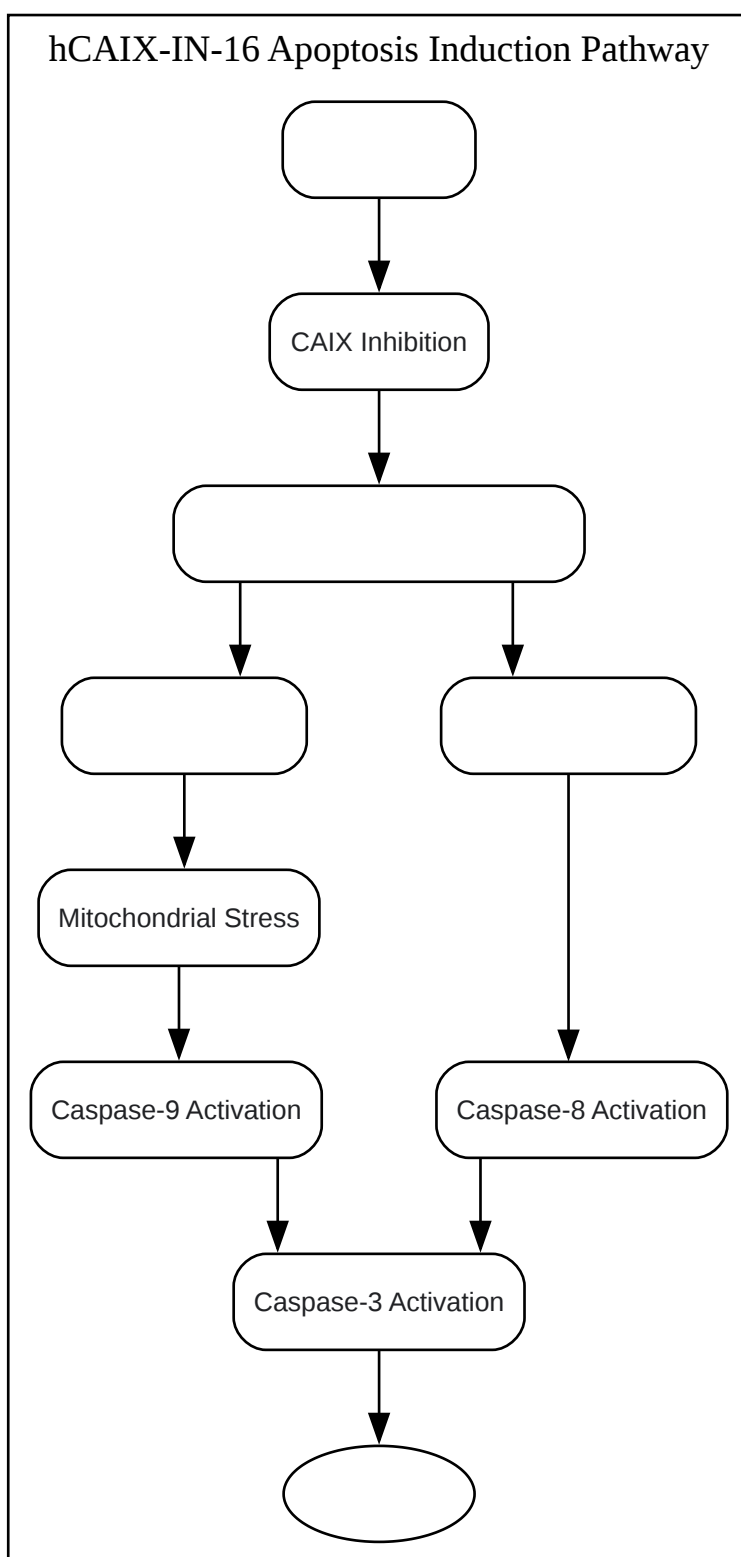 hCAIX-IN-16 Apoptosis Induction Pathway
CAIX Inhibition
Mitochondrial Stress
Caspase-9 Activation
Caspase-8 Activation
Caspase-3 Activation